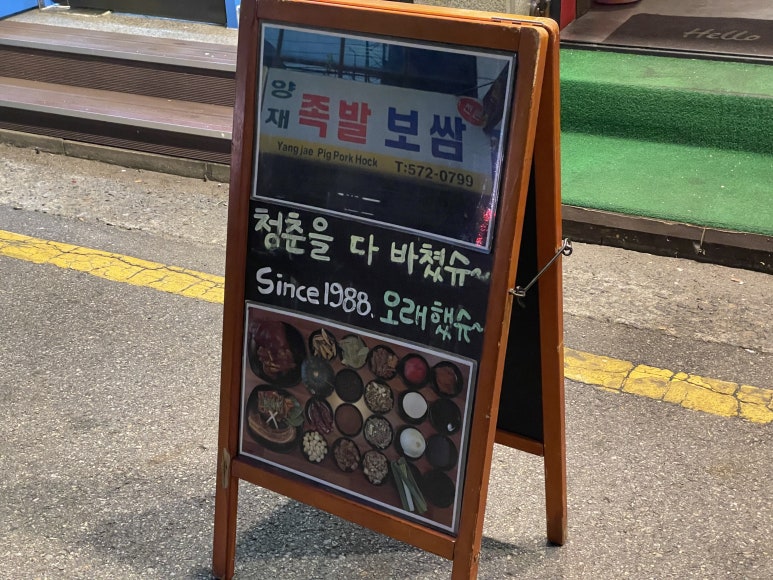 Hello
양재 족발 보쌈
Yang jae Pig Pork Hock T:572-0799
청춘을 다 바쳤슈~
Since 1988. 오래했슈~